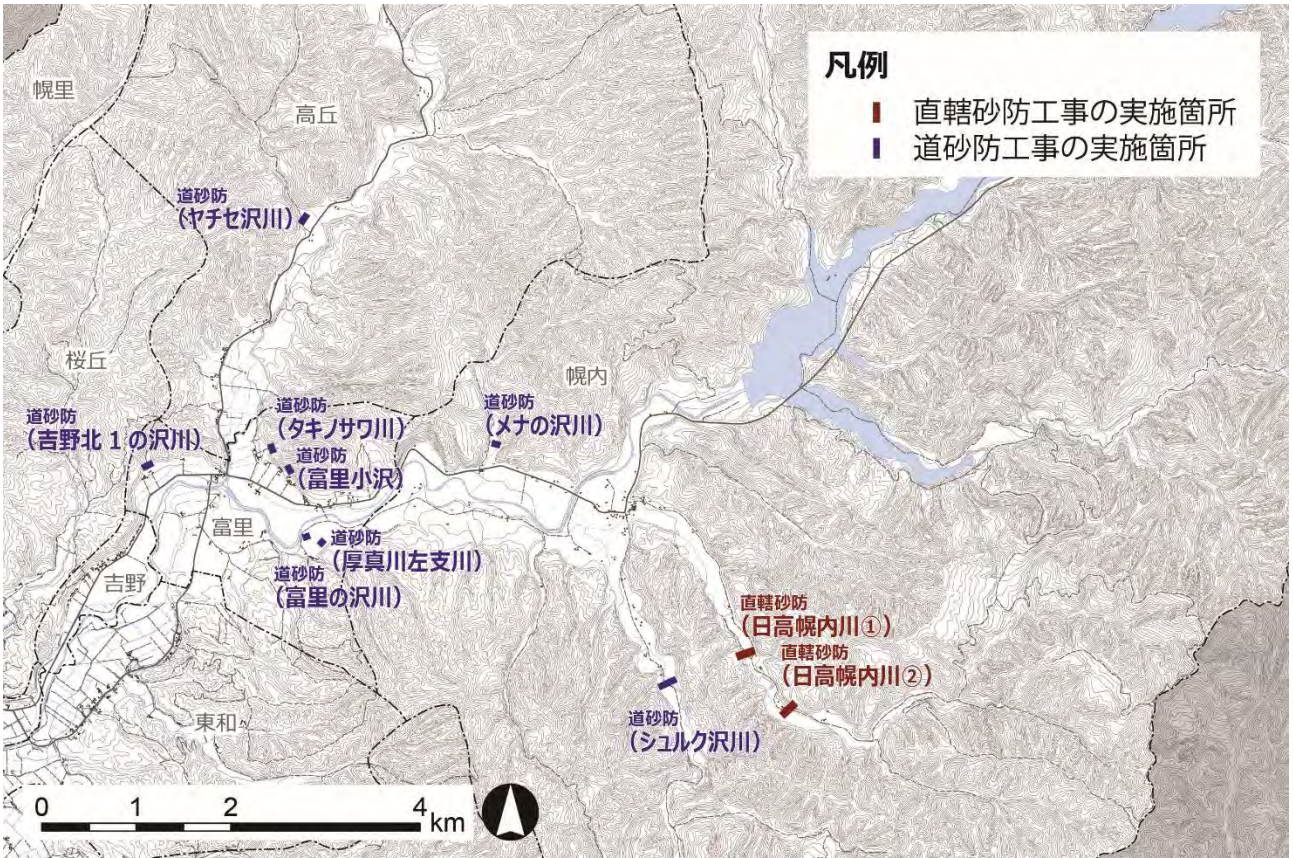 凡例
直轄砂防工事の実施箇所
道砂防工事の実施箇所
幌里
高丘
道砂防
（ヤチセ沢川）
桜丘
幌内
道砂防
（吉野北 1 の沢川）
道砂防
（タキノサワ川）
道砂防
（富里小沢）
道砂防
（メナの沢川）
富里
道砂防
（厚真川左支川）
道砂防
（富里の沢川）
吉野
直轄砂防
（日高幌内川①）
直轄砂防
（日高幌内川②）
道砂防
（シュルク沢川）
東和
0 1 2 4 km